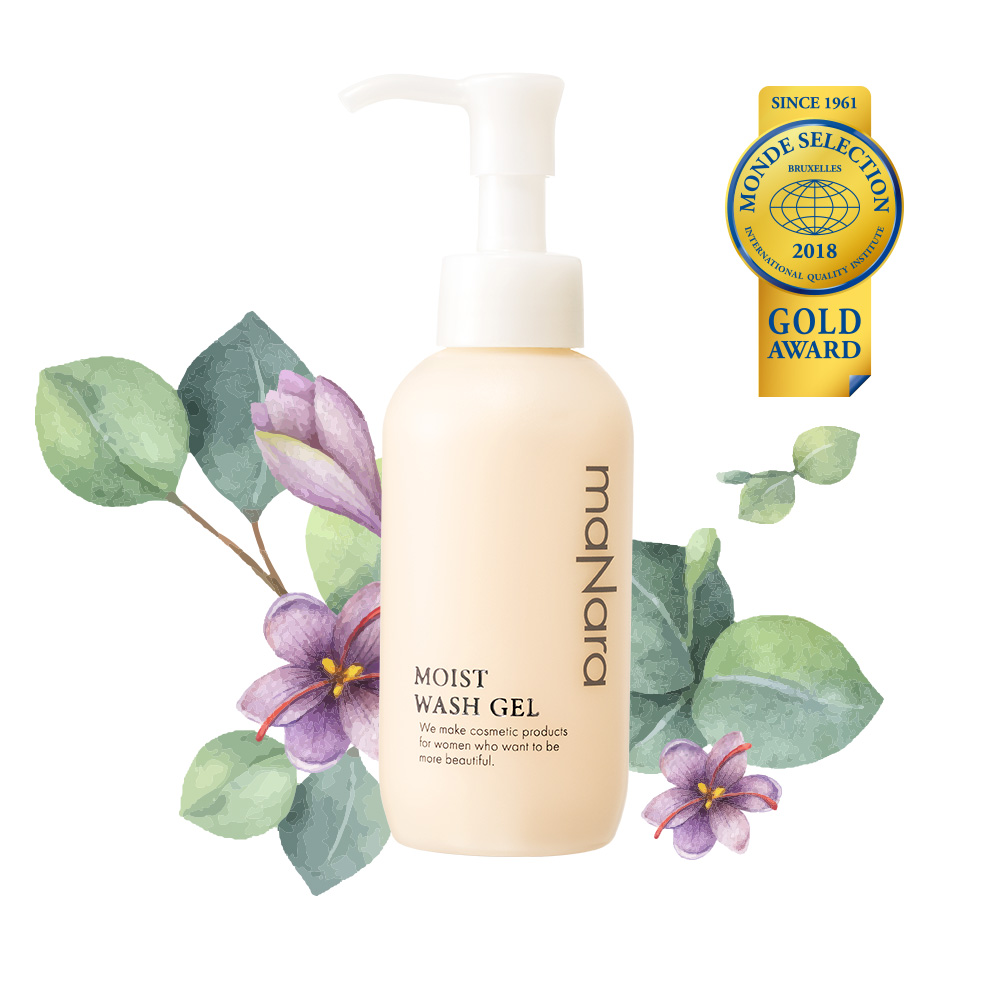 SINCE 1961
MONDE SELECTION
BRUXELLES
2018
INTERNATIONAL QUALITY INSTITUTE
GOLD
AWARD
maNara
MOIST
WASH GEL
We make cosmetic products
for women who want to be
more beautiful.